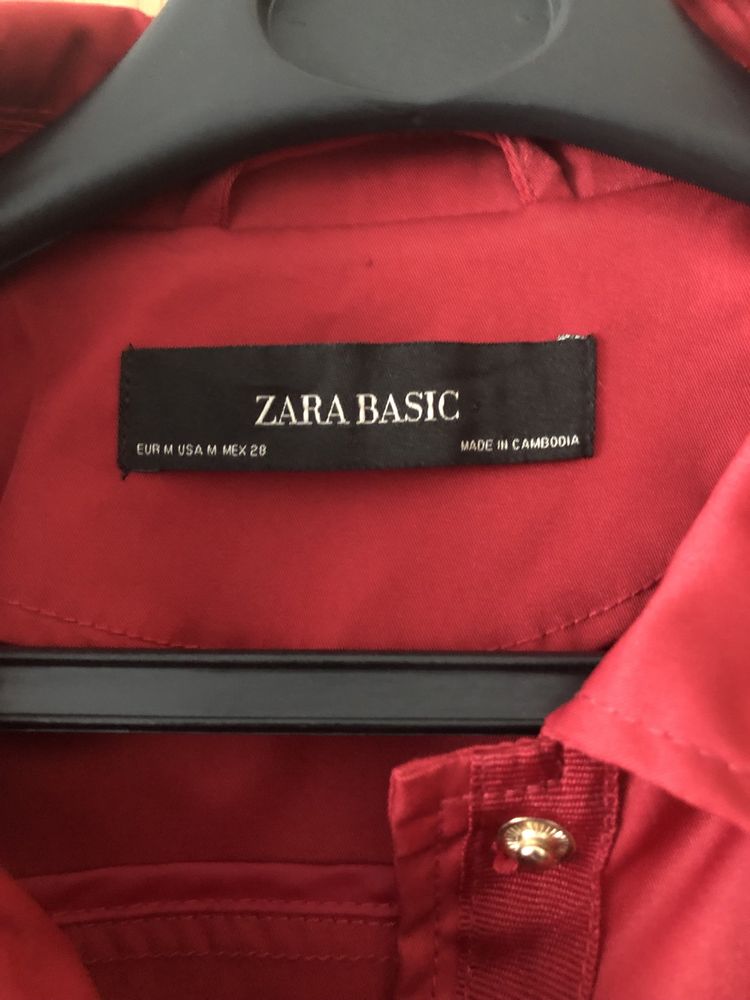 ZARA BASIC
EUR M USA M MEX 28
MADE IN CAMBODIA